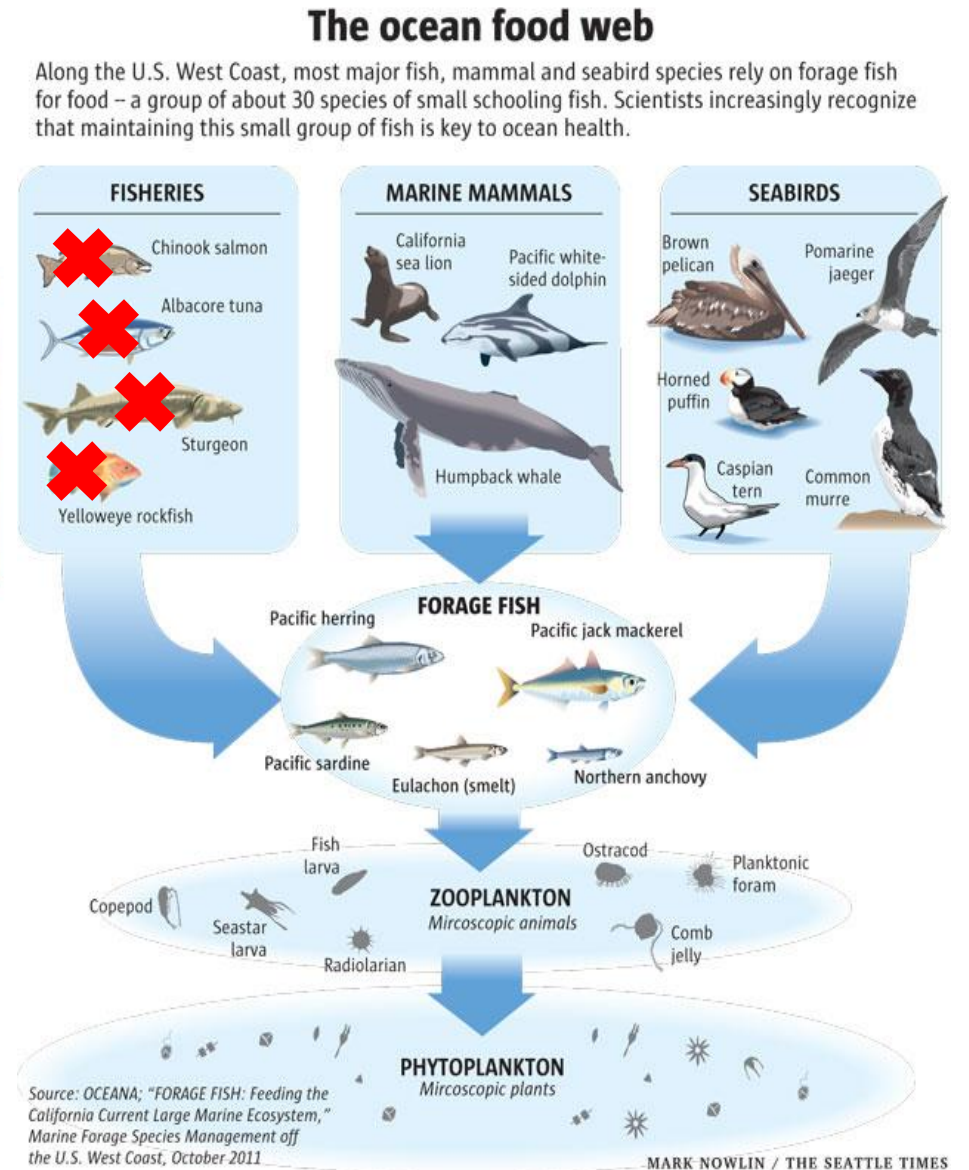 The ocean food web
Along the U.S. West Coast, most major fish, mammal and seabird species rely on forage fish
for food – a group of about 30 species of small schooling fish. Scientists increasingly recognize
that maintaining this small group of fish is key to ocean health.
FISHERIES
Chinook salmon
Albacore tuna
Sturgeon
Yelloweye rockfish
MARINE MAMMALS
California
sea lion
Pacific white-
sided dolphin
Humpback whale
SEABIRDS
Brown
pelican
Pomarine
jaeger
Horned
puffin
Caspian
tern
Common
murre
FORAGE FISH
Pacific herring
Pacific jack mackerel
Pacific sardine
Eulachon (smelt)
Northern anchovy
ZOOPLANKTON
Mircoscopic animals
Copepod
Seastar
larva
Fish
larva
Radiolarian
Ostracod
Planktonic
foram
Comb
jelly
PHYTOPLANKTON
Mircoscopic plants
Source: OCEANA; “FORAGE FISH: Feeding the
California Current Large Marine Ecosystem,”
Marine Forage Species Management off
the U.S. West Coast, October 2011
MARK NOWLIN / THE SEATTLE TIMES